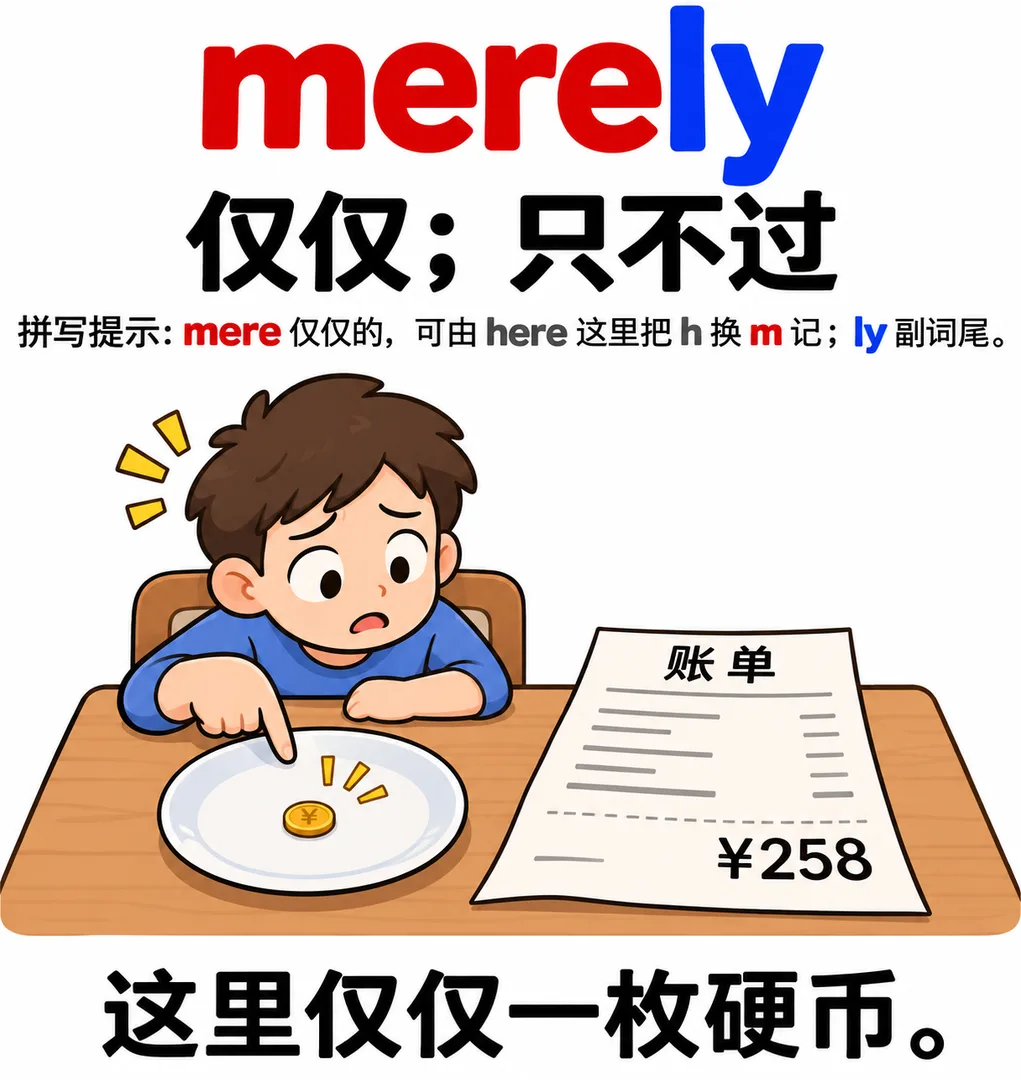 merely
仅仅；只不过
拼写提示：mere 仅仅的，可由 here 这里把 h 换 m 记；ly 副词尾。
账单
¥258
¥
这里仅仅一枚硬币。